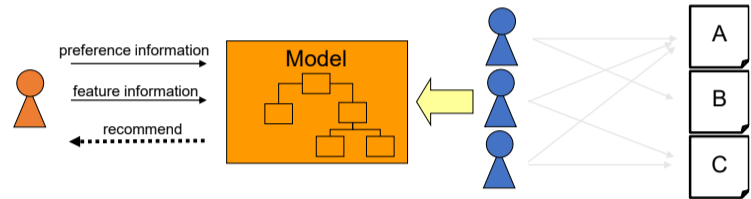 preference information
feature information
recommend
Model
A
B
C